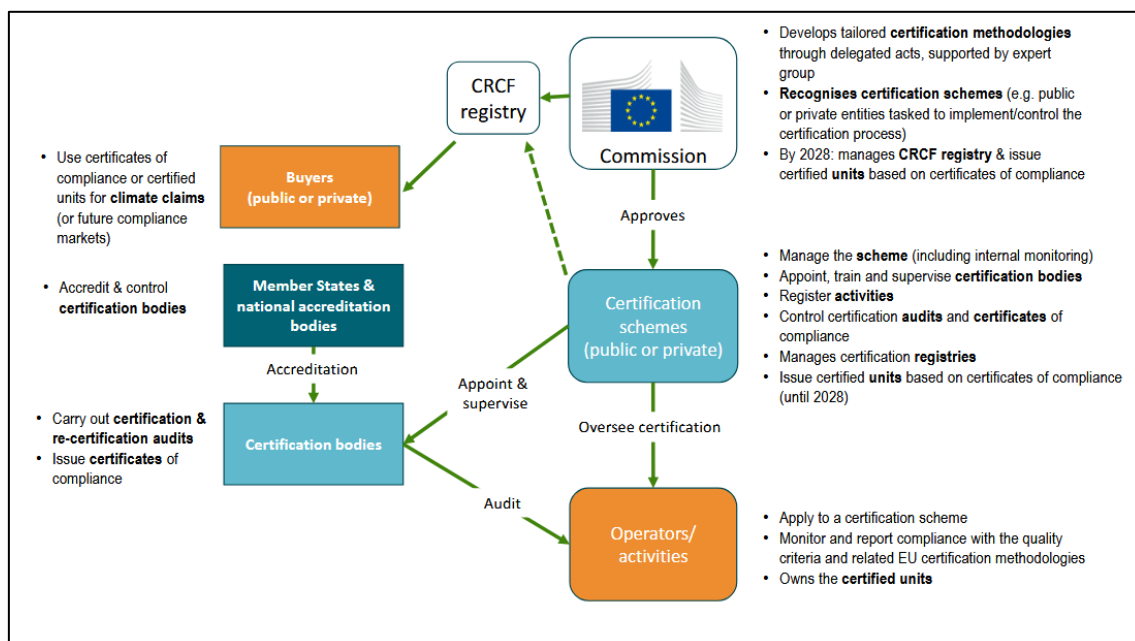 • Develops tailored certification methodologies
through delegated acts, supported by expert
group
• Recognises certification schemes (e.g. public
or private entities tasked to implement/control the
certification process)
• By 2028: manages CRCF registry & issue
certified units based on certificates of compliance
CRCF
registry
Commission
• Use certificates of
compliance or certified
units for climate claims
(or future compliance
markets)
Buyers
(public or private)
Approves
• Accredit & control
certification bodies
Member States &
national accreditation
bodies
Certification
schemes
(public or private)
• Manage the scheme (including internal monitoring)
• Appoint, train and supervise certification bodies
• Register activities
• Control certification audits and certificates of
compliance
• Manages certification registries
• Issue certified units based on certificates of compliance
(until 2028)
Accreditation
Appoint &
supervise
• Carry out certification &
re-certification audits
• Issue certificates of
compliance
Certification bodies
Oversee certification
Audit
Operators/
activities
• Apply to a certification scheme
• Monitor and report compliance with the quality
criteria and related EU certification methodologies
• Owns the certified units